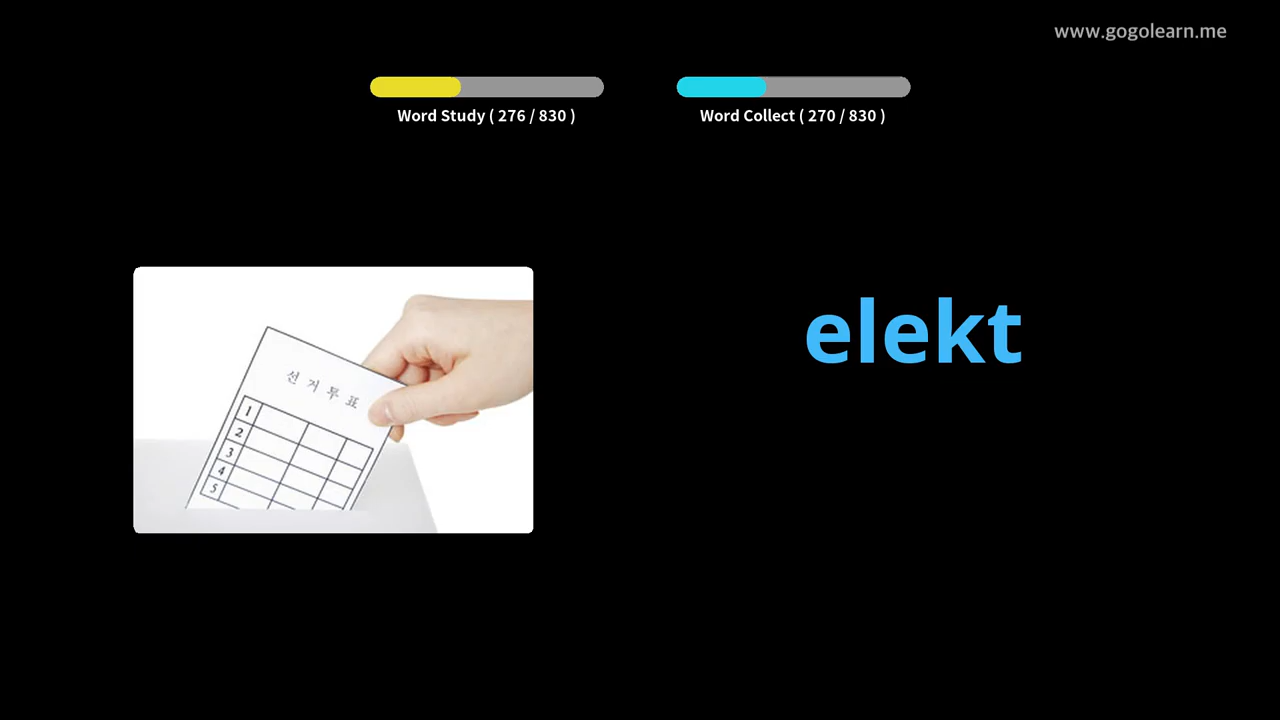 www.gogolearn.me
Word Study ( 276 / 830 )
Word Collect ( 270 / 830 )
elekt
선거투표
1
2
3
4
5